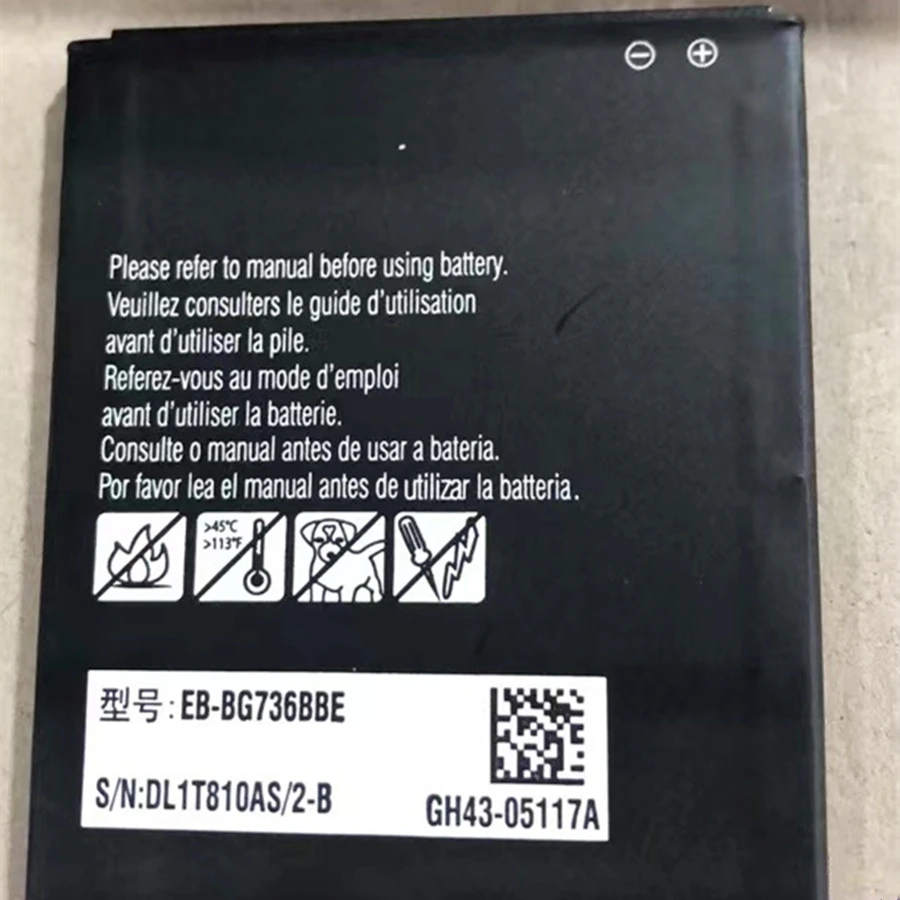 Please refer to manual before using battery.
Veuillez consulters le guide d'utilisation
avant d'utiliser la pile.
Referez-vous au mode d'emploi
avant d'utiliser la batterie.
Consulte o manual antes de usar a bateria.
Por favor lea el manual antes de utilizar la batteria.
>45°C
>113°F
型号:EB-BG736BBE
S/N:DL1T810AS/2-B
GH43-05117A